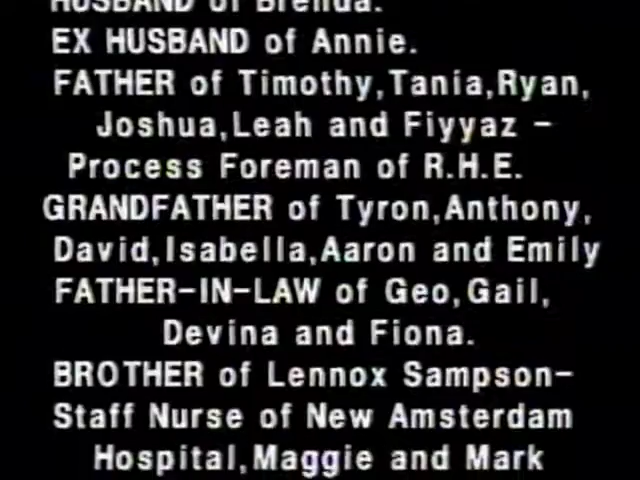 HUSBAND of Brenda.
EX HUSBAND of Annie.
FATHER of Timothy,Tania,Ryan,
Joshua,Leah and Fiyyaz -
Process Foreman of R.H.E.
GRANDFATHER of Tyron,Anthony,
David,Isabella,Aaron and Emily
FATHER-IN-LAW of Geo,Gail,
Devina and Fiona.
BROTHER of Lennox Sampson-
Staff Nurse of New Amsterdam
Hospital,Maggie and Mark